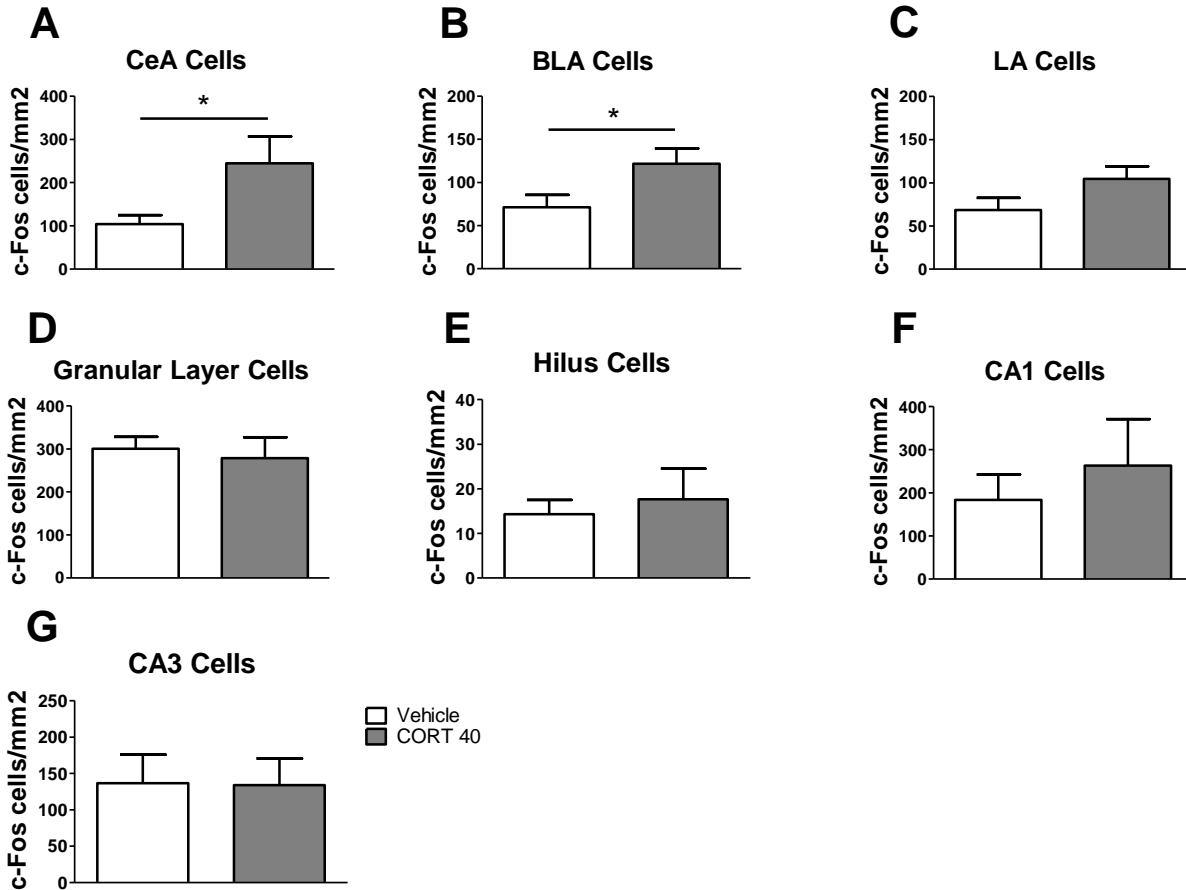 A
CeA Cells
c-Fos cells/mm2
400
300
200
100
0
*
B
BLA Cells
c-Fos cells/mm2
200
150
100
50
0
*
C
LA Cells
c-Fos cells/mm2
200
150
100
50
0
D
Granular Layer Cells
c-Fos cells/mm2
400
300
200
100
0
E
Hilus Cells
c-Fos cells/mm2
40
30
20
10
0
F
CA1 Cells
c-Fos cells/mm2
400
300
200
100
0
G
CA3 Cells
c-Fos cells/mm2
250
200
150
100
50
0
Vehicle
CORT 40